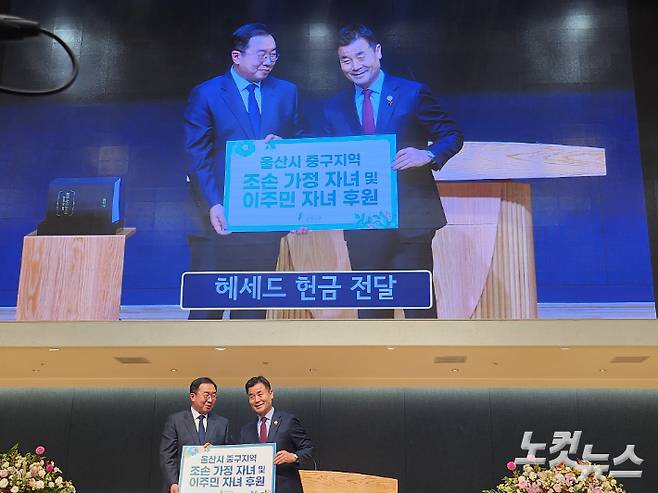 울산시 중구지역
조손 가정 자녀 및
이주민 자녀 후원
헤세드 헌금 전달
울산시 중구지역
조손 가정 자녀 및
이주민 자녀 후원
노컷뉴스